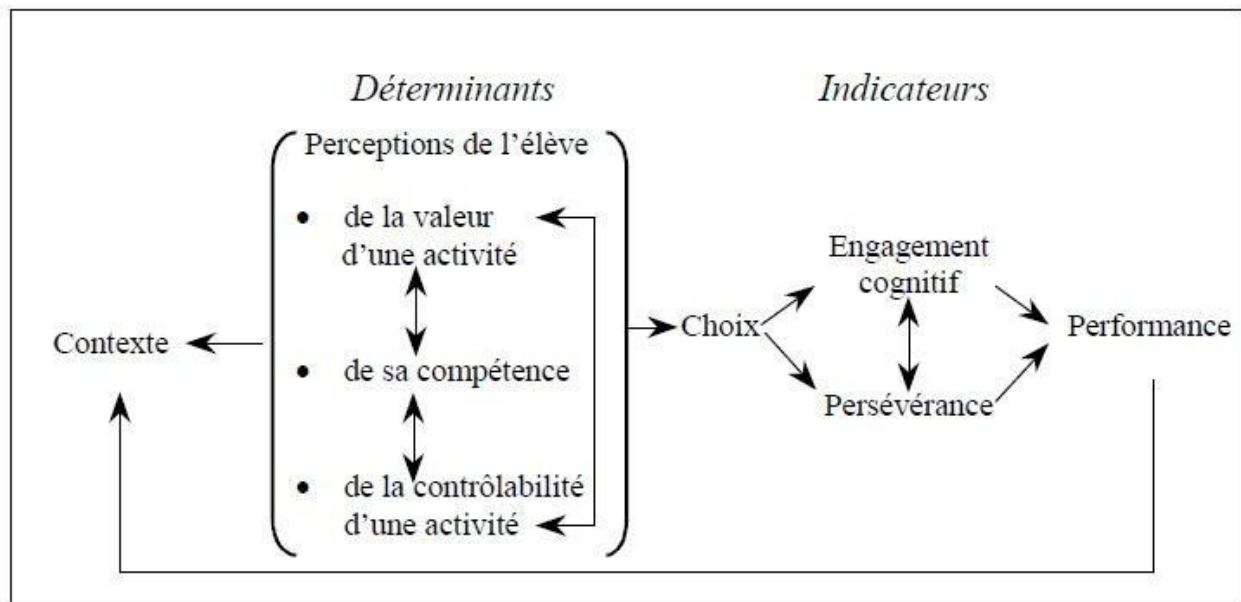 Déterminants
Indicateurs
Perceptions de l'élève
• de la valeur
d'une activité
• de sa compétence
• de la contrôlabilité
d'une activité
Contexte
Choix
Engagement
cognitif
Persévérance
Performance